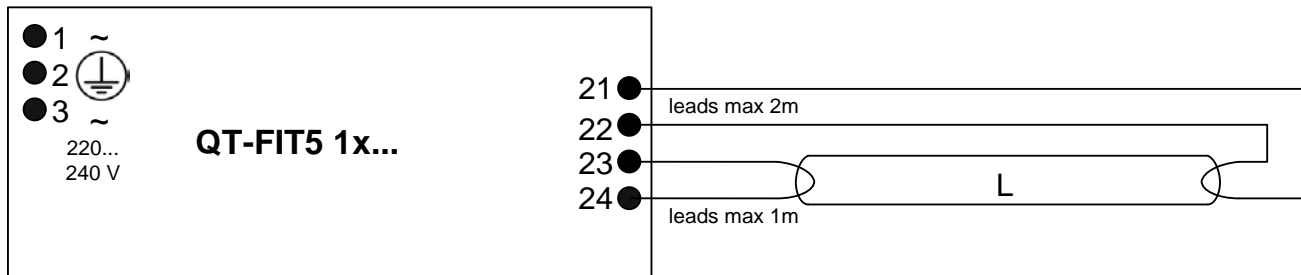 1 ~
2
3 ~
220...
240 V
QT-FIT5 1x...
21
leads max 2m
22
23
24
leads max 1m
L